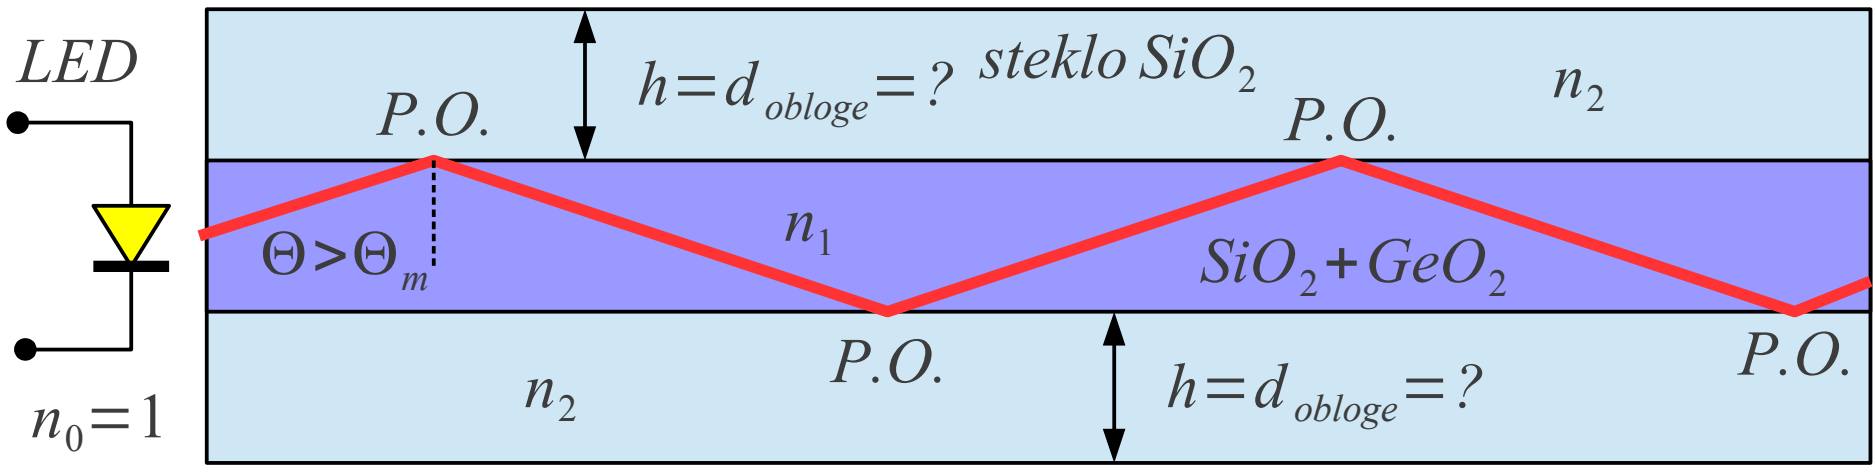 LED
h=d obloge=?
steklo SiO₂
n₂
P.O.
P.O.
n₁
Θ>Θₘ
SiO₂+GeO₂
P.O.
P.O.
n₂
h=d obloge=?
n₀=1